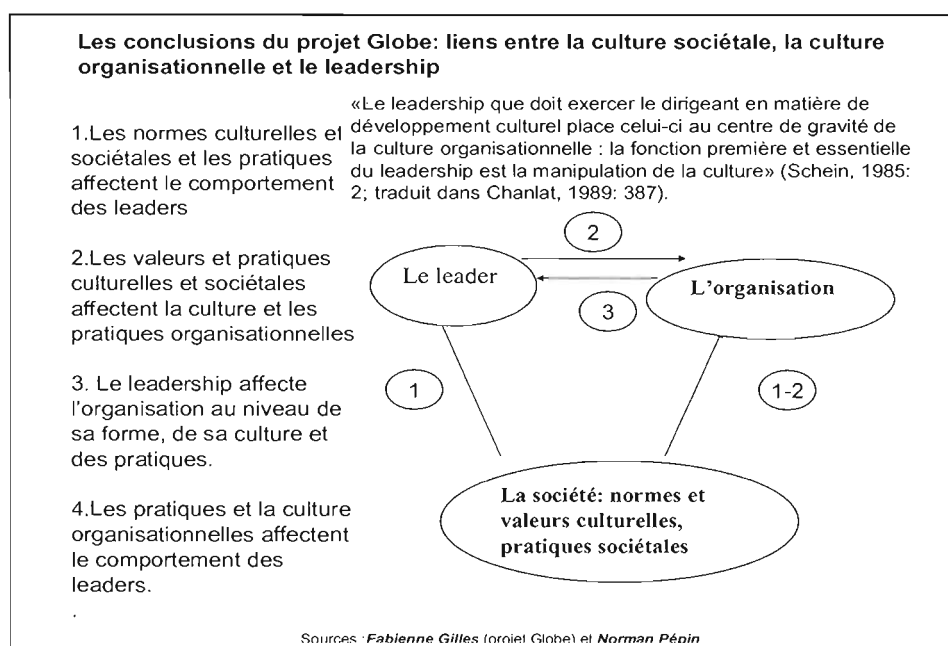 Les conclusions du projet Globe: liens entre la culture sociétale, la culture
organisationnelle et le leadership
«Le leadership que doit exercer le dirigeant en matière de
développement culturel place celui-ci au centre de gravité de
la culture organisationnelle : la fonction première et essentielle
du leadership est la manipulation de la culture» (Schein, 1985:
2; traduit dans Chanlat, 1989: 387).
1.Les normes culturelles et
sociétales et les pratiques
affectent le comportement
des leaders
2.Les valeurs et pratiques
culturelles et sociétales
affectent la culture et les
pratiques organisationnelles
3. Le leadership affecte
l'organisation au niveau de
sa forme, de sa culture et
des pratiques.
4.Les pratiques et la culture
organisationnelles affectent
le comportement des
leaders.
.
2
Le leader
L'organisation
3
1
1-2
La société: normes et
valeurs culturelles,
pratiques sociétales
Sources : Fabienne Gilles (projet Globe) et Norman Pépin